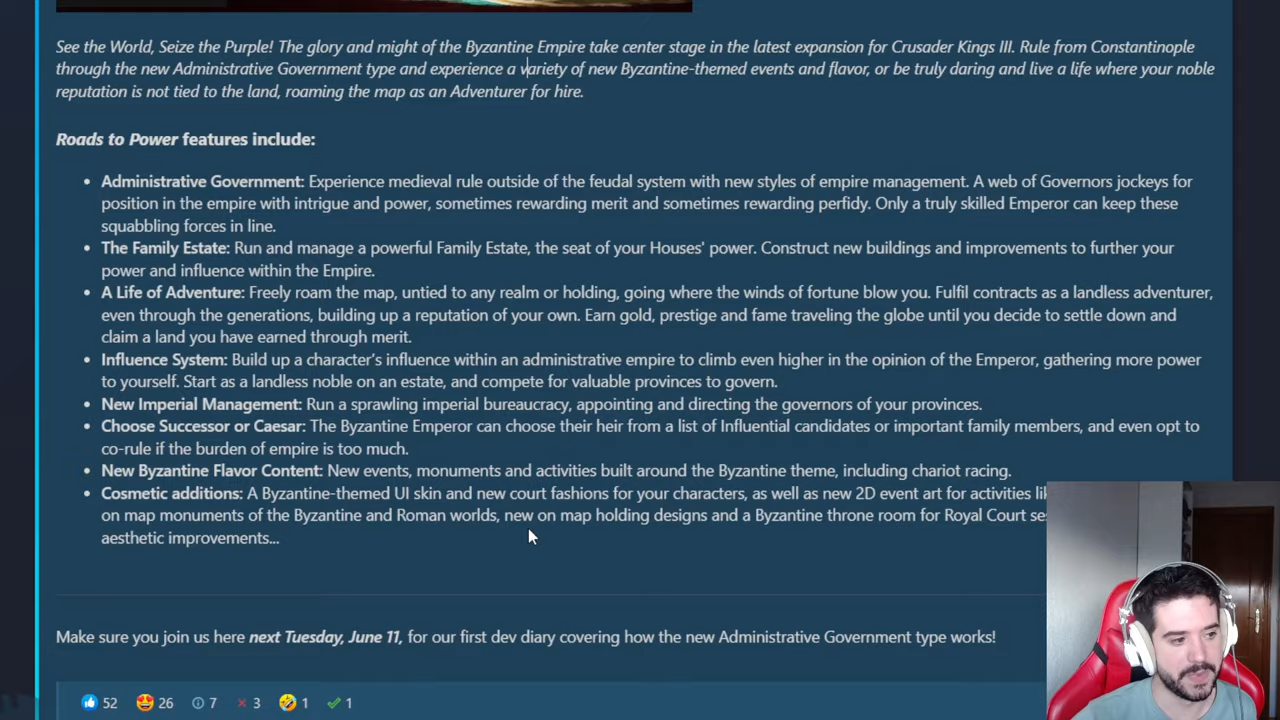 See the World, Seize the Purple! The glory and might of the Byzantine Empire take center stage in the latest expansion for Crusader Kings III. Rule from Constantinople
through the new Administrative Government type and experience a variety of new Byzantine-themed events and flavor, or be truly daring and live a life where your noble
reputation is not tied to the land, roaming the map as an Adventurer for hire.
Roads to Power features include:
• Administrative Government: Experience medieval rule outside of the feudal system with new styles of empire management. A web of Governors jockeys for
position in the empire with intrigue and power, sometimes rewarding merit and sometimes rewarding perfidy. Only a truly skilled Emperor can keep these
squabbling forces in line.
• The Family Estate: Run and manage a powerful Family Estate, the seat of your Houses' power. Construct new buildings and improvements to further your
power and influence within the Empire.
• A Life of Adventure: Freely roam the map, untied to any realm or holding, going where the winds of fortune blow you. Fulfil contracts as a landless adventurer,
even through the generations, building up a reputation of your own. Earn gold, prestige and fame traveling the globe until you decide to settle down and
claim a land you have earned through merit.
• Influence System: Build up a character's influence within an administrative empire to climb even higher in the opinion of the Emperor, gathering more power
to yourself. Start as a landless noble on an estate, and compete for valuable provinces to govern.
• New Imperial Management: Run a sprawling imperial bureaucracy, appointing and directing the governors of your provinces.
• Choose Successor or Caesar: The Byzantine Emperor can choose their heir from a list of Influential candidates or important family members, and even opt to
co-rule if the burden of empire is too much.
• New Byzantine Flavor Content: New events, monuments and activities built around the Byzantine theme, including chariot racing.
• Cosmetic additions: A Byzantine-themed UI skin and new court fashions for your characters, as well as new 2D event art for activities
on map monuments of the Byzantine and Roman worlds, new on map holding designs and a Byzantine throne room for Royal Court
aesthetic improvements...
Make sure you join us here next Tuesday, June 11, for our first dev diary covering how the new Administrative Government type works!
52 26 7 3 1 1